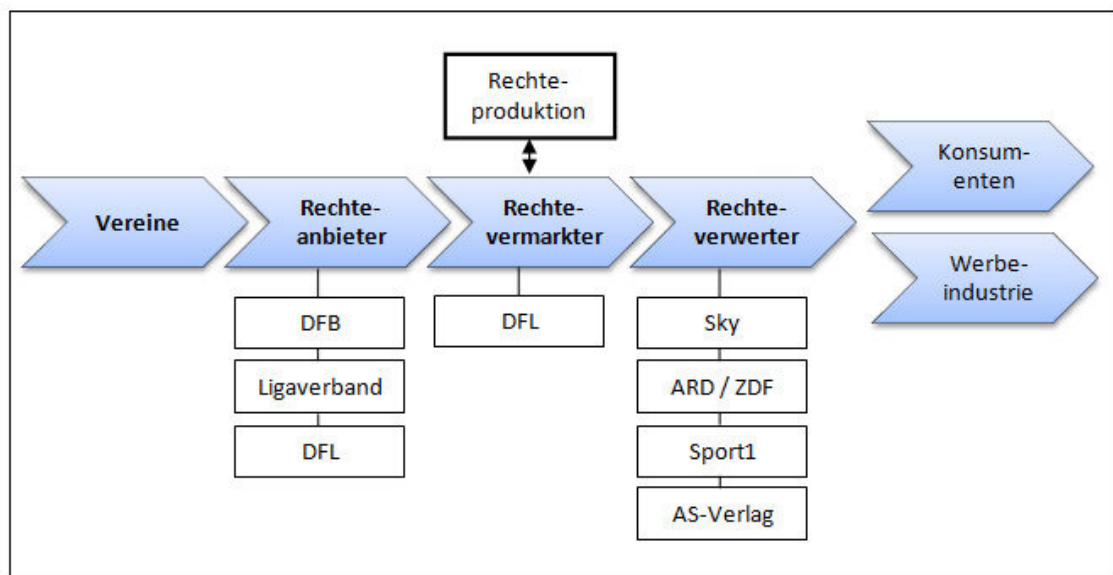 Rechte-
produktion
Konsum-
enten
Vereine
Rechte-
anbieter
Rechte-
vermarkter
Rechte-
verwerter
Werbe-
industrie
DFB
Ligaverband
DFL
DFL
Sky
ARD / ZDF
Sport1
AS-Verlag